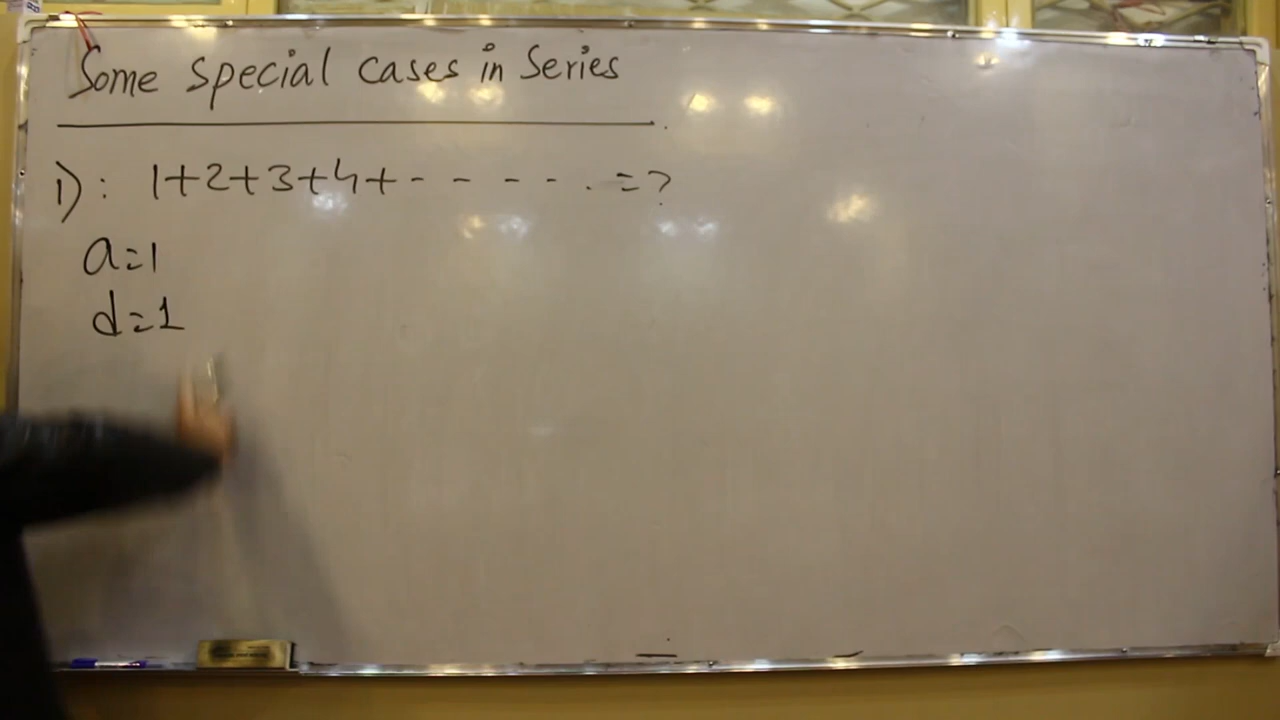 Some Special Cases in Series
1): 1+2+3+4+- - - - - . =?
a=1
d=1